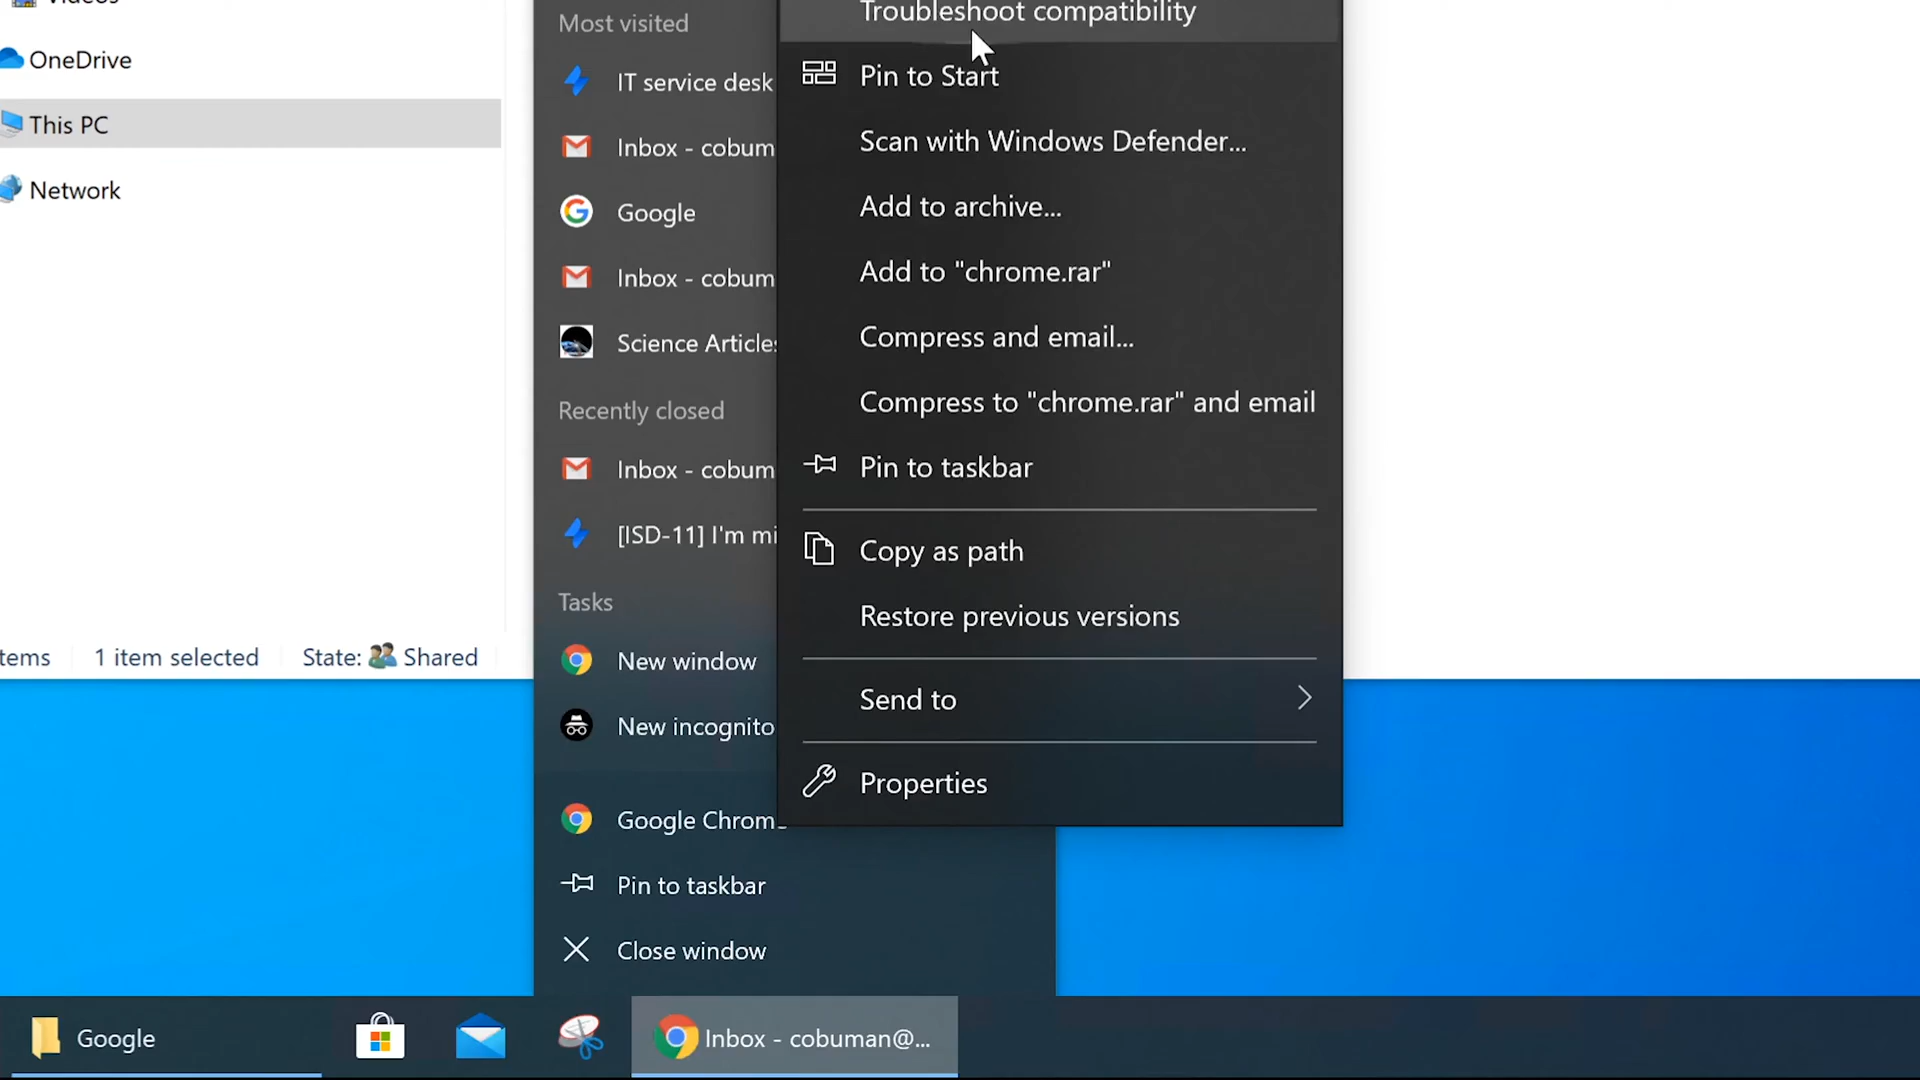 Videos
OneDrive
This PC
Network
tems
1 item selected
State:
Shared
Most visited
IT service desk
Inbox - cobum
Google
Inbox - cobum
Science Articles
Recently closed
Inbox - cobum
[ISD-11] I'm mi
Tasks
New window
New incognito
Google Chrome
Pin to taskbar
Close window
Troubleshoot compatibility
Pin to Start
Scan with Windows Defender...
Add to archive...
Add to "chrome.rar"
Compress and email...
Compress to "chrome.rar" and email
Pin to taskbar
Copy as path
Restore previous versions
Send to
Properties
Google
Inbox - cobuman@...